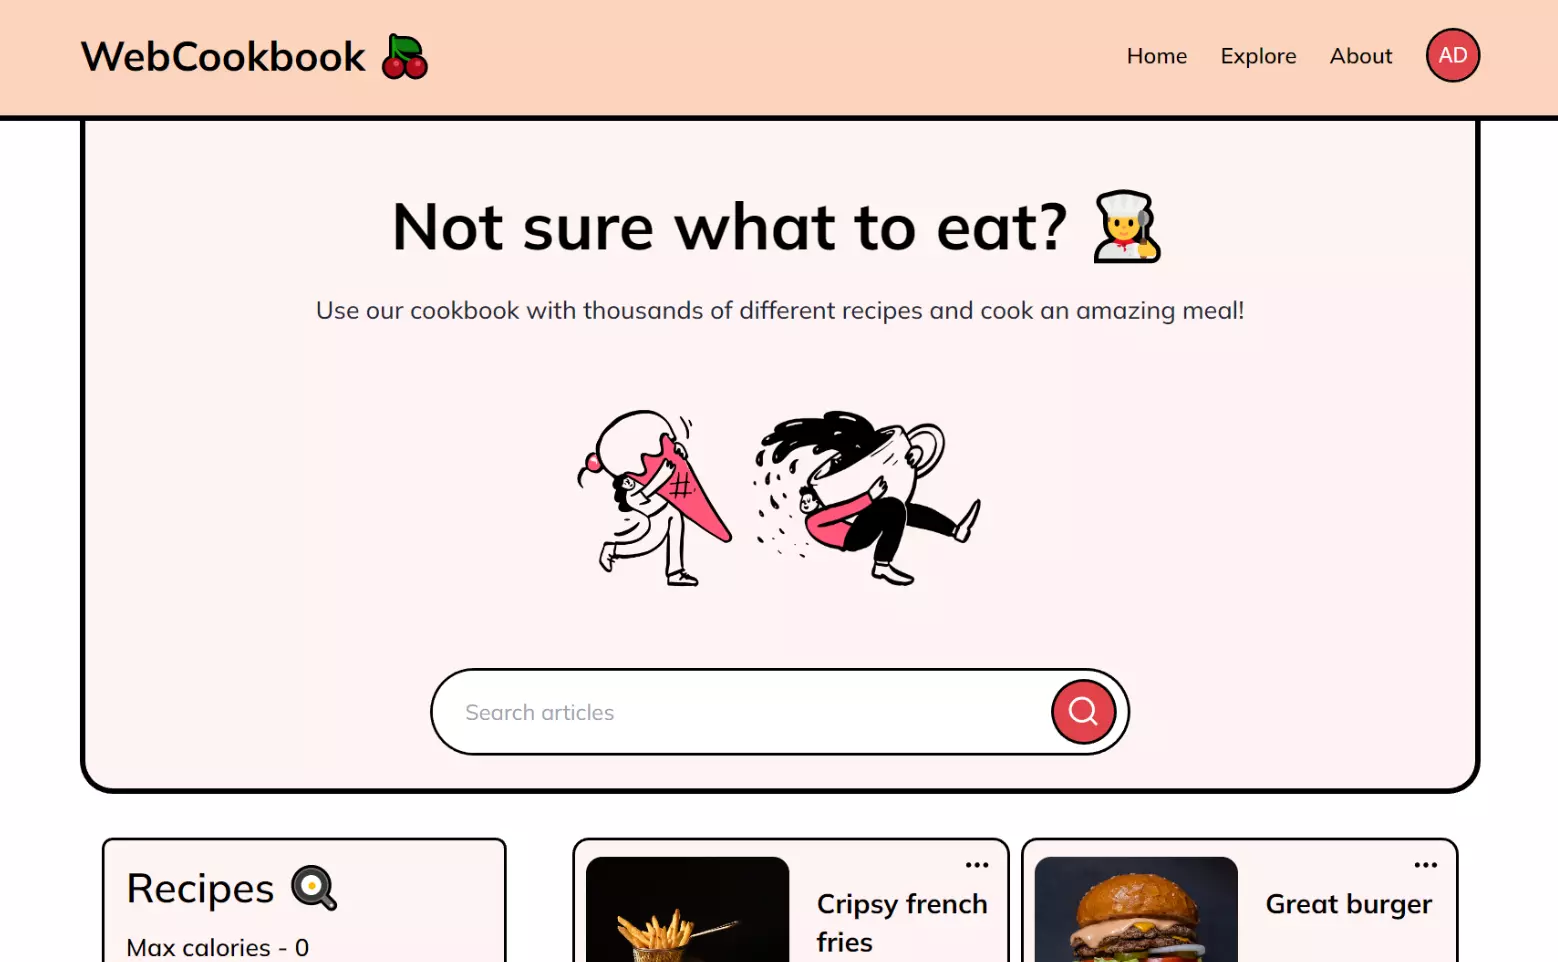 WebCookbook
Home Explore About AD
Not sure what to eat?
Use our cookbook with thousands of different recipes and cook an amazing meal!
Search articles
Recipes
Max calories - 0
Cripsy french
fries
Great burger